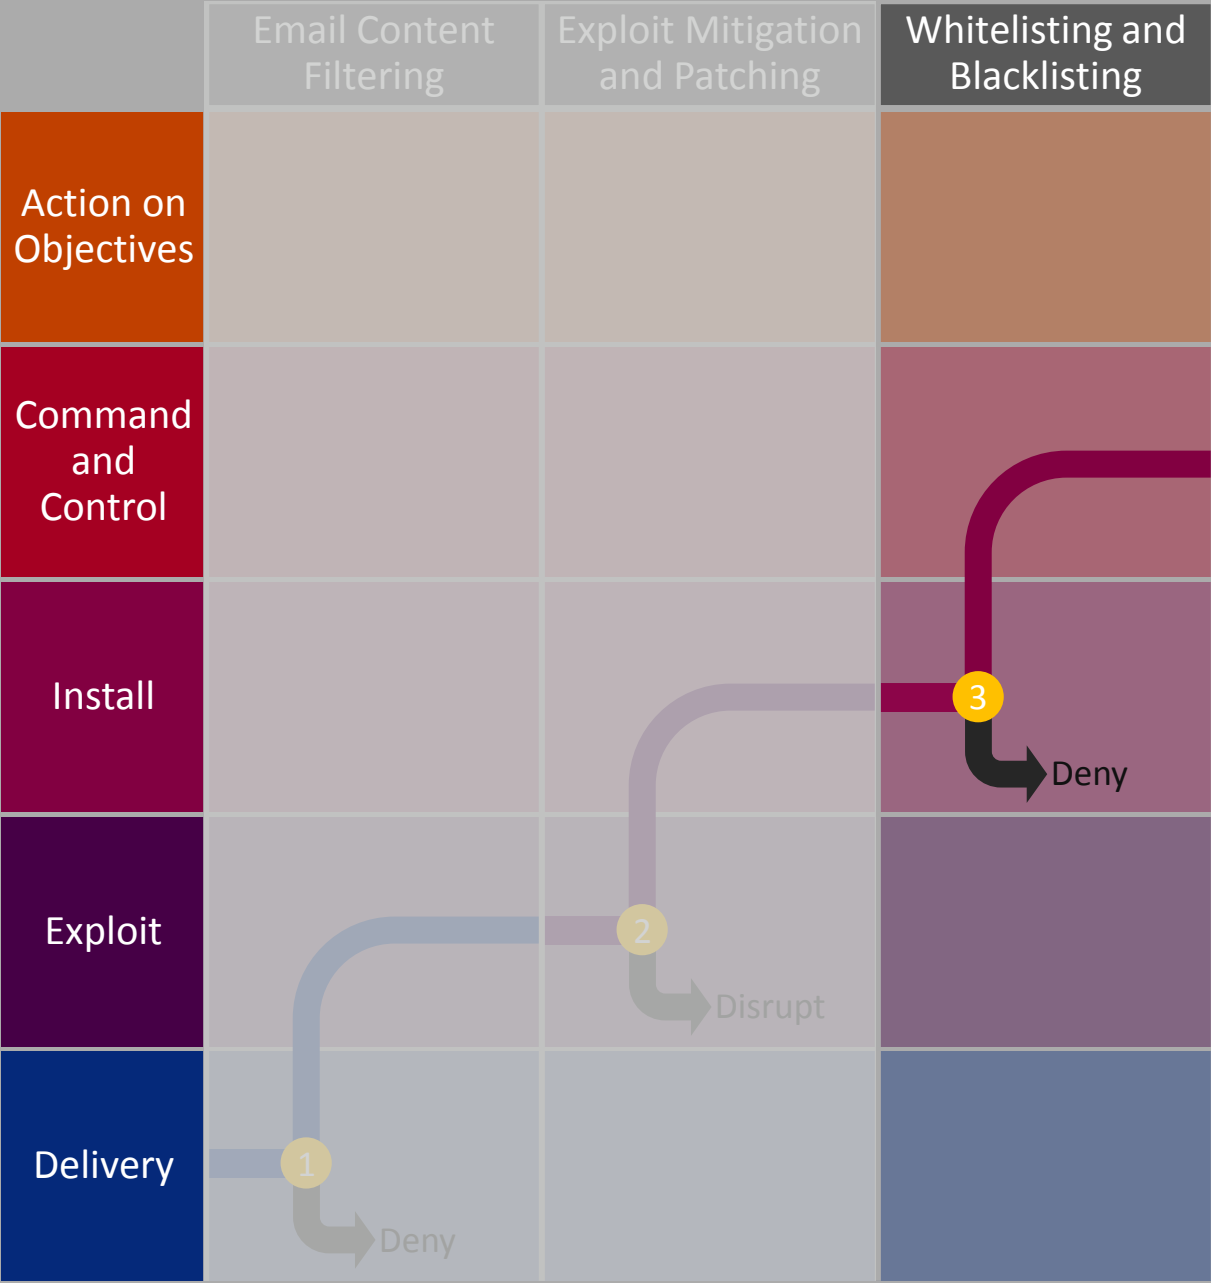 Email Content
Filtering
Exploit Mitigation
and Patching
Whitelisting and
Blacklisting
Action on
Objectives
Command
and
Control
Install
3
Deny
Exploit
2
Disrupt
Delivery
1
Deny